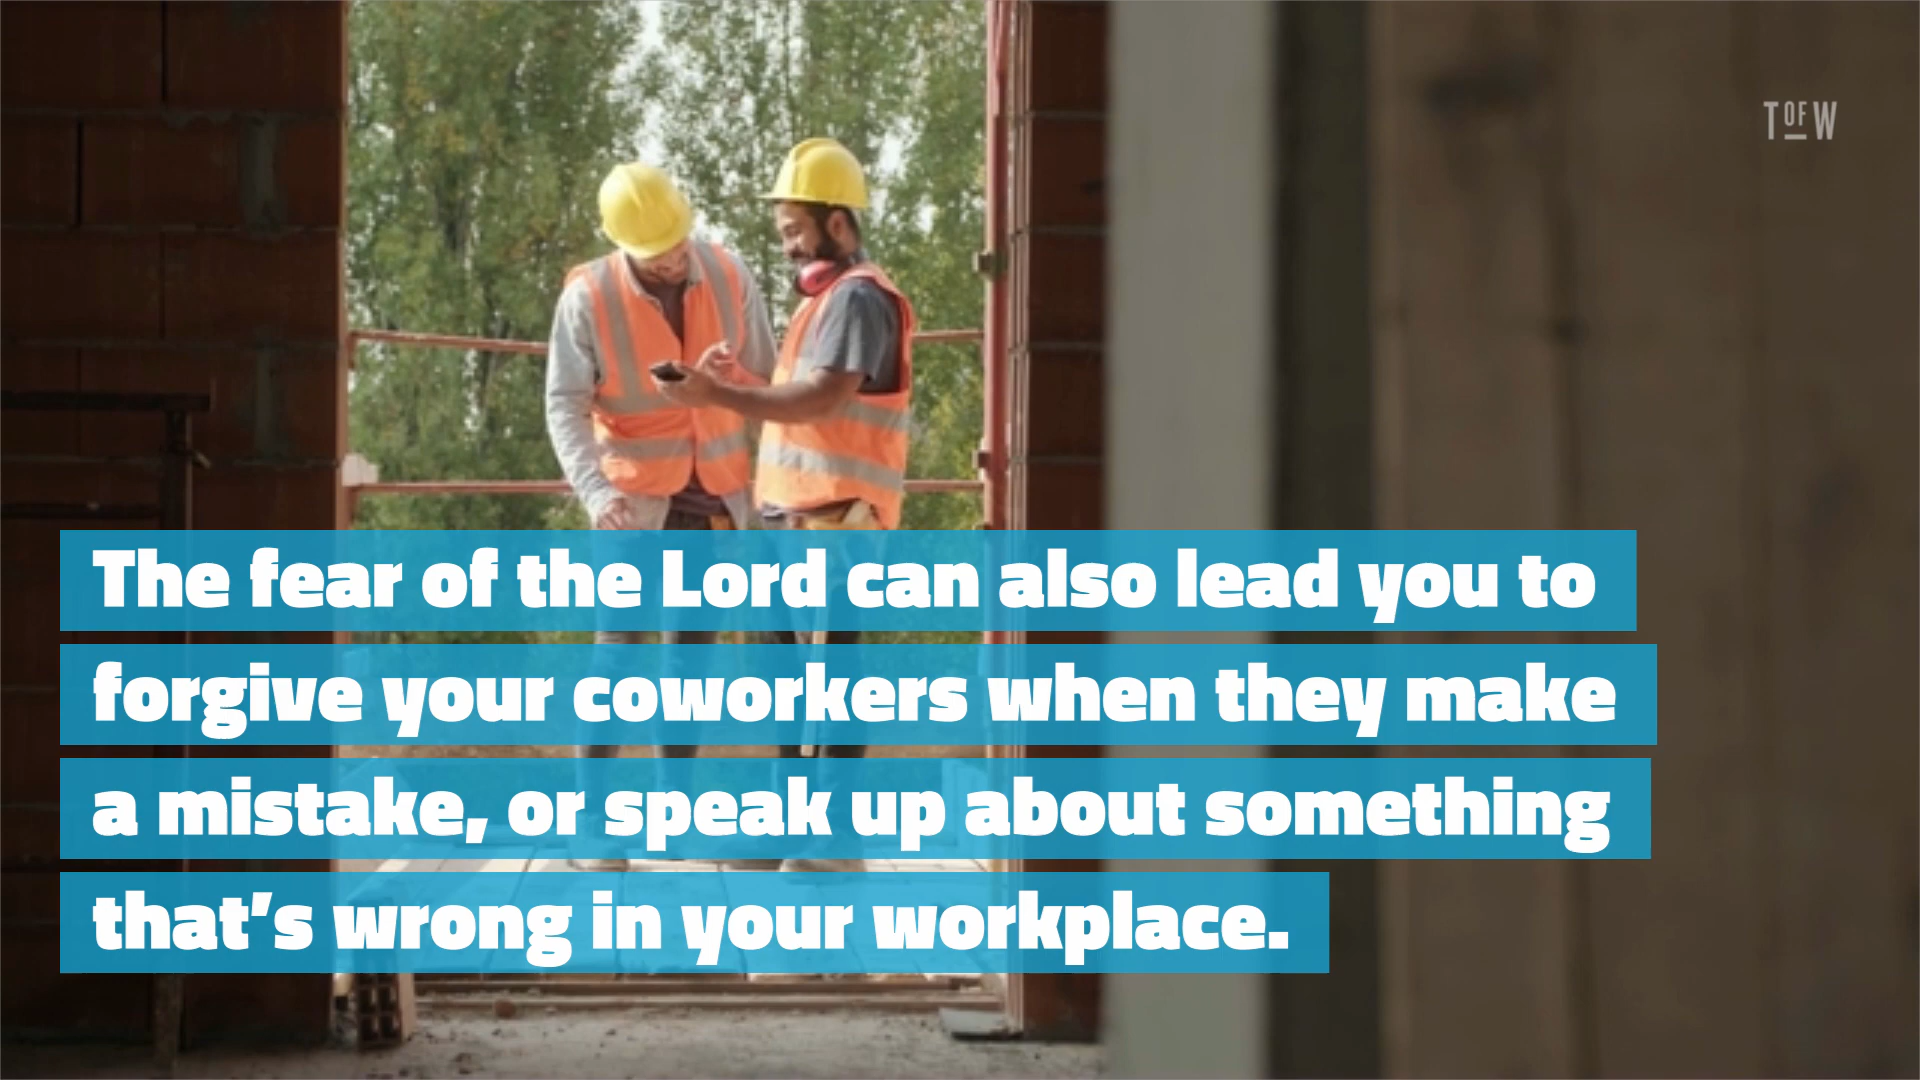 TOFW
The fear of the Lord can also lead you to
forgive your coworkers when they make
a mistake, or speak up about something
that's wrong in your workplace.